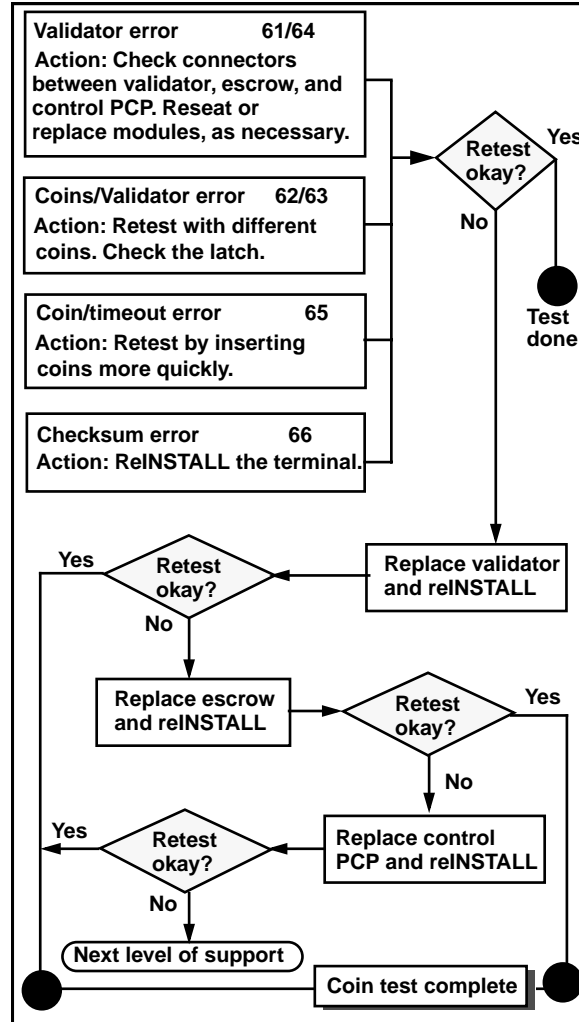 Validator error 61/64
Action: Check connectors
between validator, escrow, and
control PCP. Reseat or
replace modules, as necessary.
Coins/Validator error 62/63
Action: Retest with different
coins. Check the latch.
Coin/timeout error 65
Action: Retest by inserting
coins more quickly.
Checksum error 66
Action: ReINSTALL the terminal.
Retest
okay?
Yes
No
Test
done
Replace validator
and reINSTALL
Retest
okay?
Yes
No
Replace escrow
and reINSTALL
Retest
okay?
Yes
No
Replace control
PCP and reINSTALL
Retest
okay?
Yes
No
Next level of support
Coin test complete